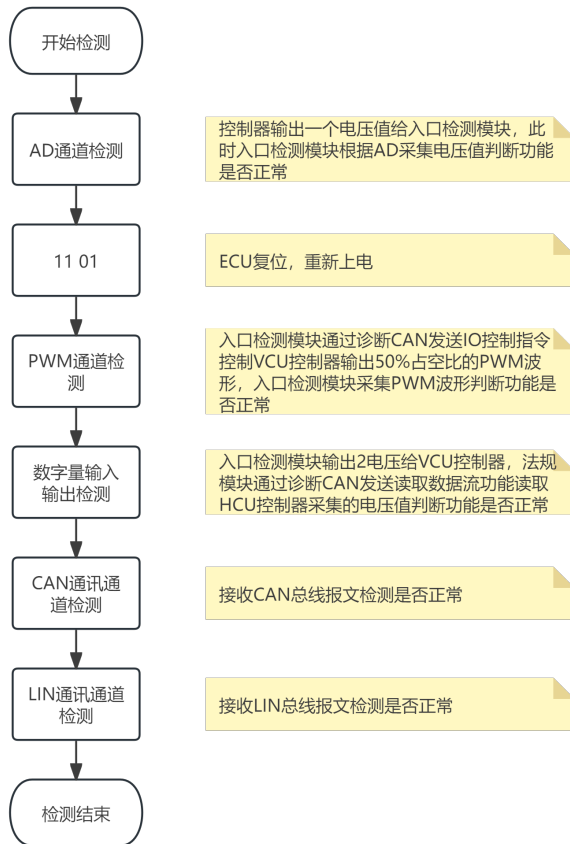 开始检测
AD通道检测
控制器输出一个电压值给入口检测模块，此
时入口检测模块根据AD采集电压值判断功能
是否正常
11 01
ECU复位，重新上电
PWM通道检
测
入口检测模块通过诊断CAN发送IO控制指令
控制VCU控制器输出50%占空比的PWM波
形，入口检测模块采集PWM波形判断功能是
否正常
数字量输入
输出检测
入口检测模块输出2电压给VCU控制器，法规
模块通过诊断CAN发送读取数据流功能读取
HCU控制器采集的电压值判断功能是否正常
CAN通讯通
道检测
接收CAN总线报文检测是否正常
LIN通讯通道
检测
接收LIN总线报文检测是否正常
检测结束